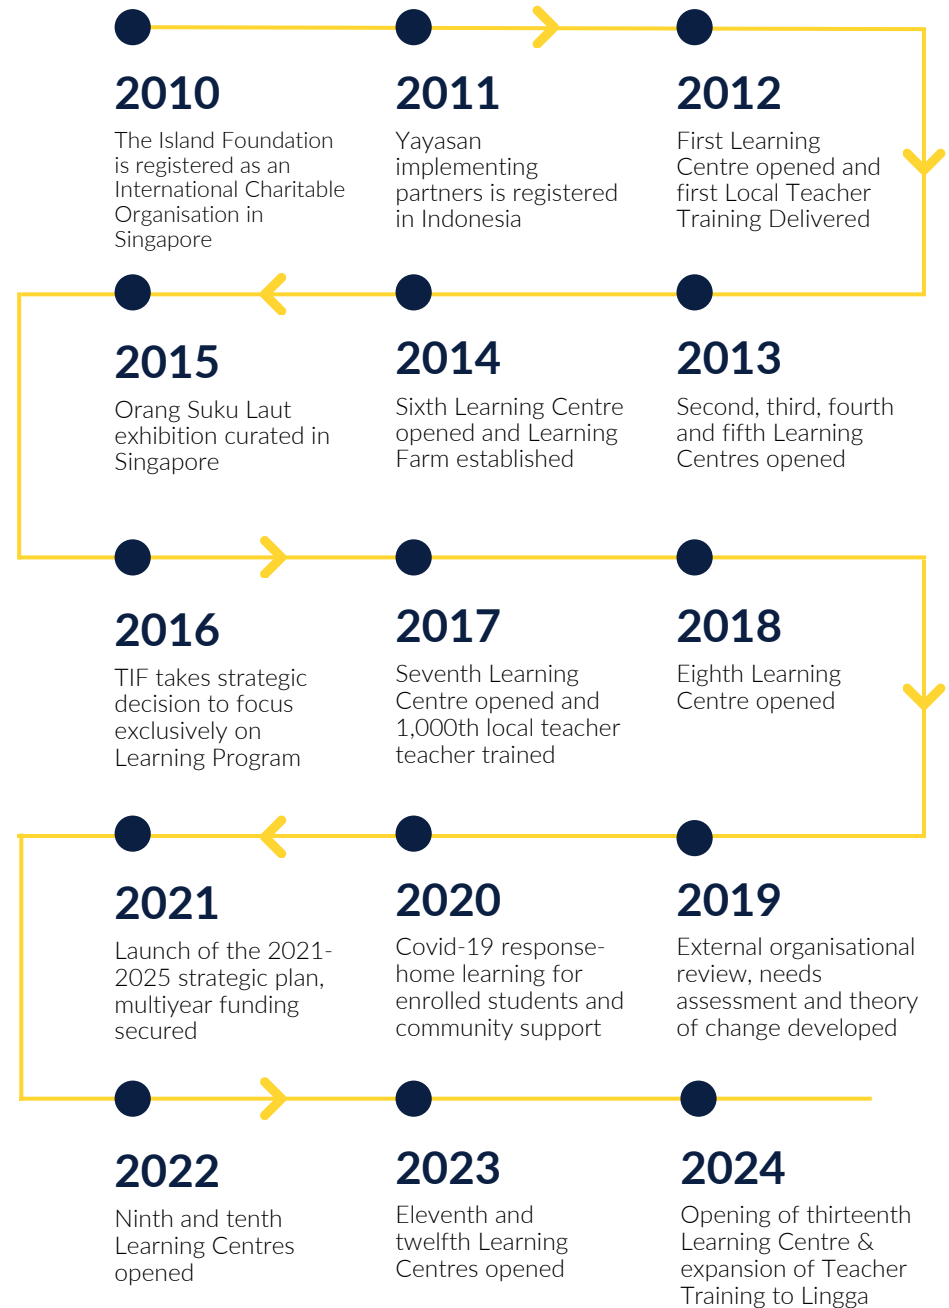 2010
The Island Foundation
is registered as an
International Charitable
Organisation in
Singapore
2011
Yayasan
implementing
partners is registered
in Indonesia
2012
First Learning
Centre opened and
first Local Teacher
Training Delivered
2013
Second, third, fourth
and fifth Learning
Centres opened
2014
Sixth Learning Centre
opened and Learning
Farm established
2015
Orang Suku Laut
exhibition curated in
Singapore
2016
TIF takes strategic
decision to focus
exclusively on
Learning Program
2017
Seventh Learning
Centre opened and
1,000th local teacher
teacher trained
2018
Eighth Learning
Centre opened
2019
External organisational
review, needs
assessment and theory
of change developed
2020
Covid-19 response-
home learning for
enrolled students and
community support
2021
Launch of the 2021-
2025 strategic plan,
multiyear funding
secured
2022
Ninth and tenth
Learning Centres
opened
2023
Eleventh and
twelfth Learning
Centres opened
2024
Opening of thirteenth
Learning Centre &
expansion of Teacher
Training to Lingga